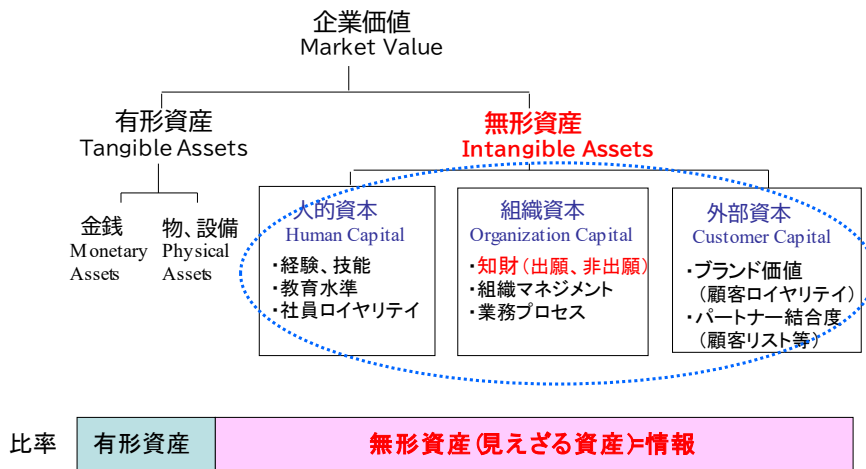 企業価値
Market Value
有形資産
Tangible Assets
無形資産
Intangible Assets
金銭
Monetary
Assets
物、設備
Physical
Assets
人的資本
Human Capital
・経験、技能
・教育水準
・社員ロイヤリテイ
組織資本
Organization Capital
・知財(出願、非出願)
・組織マネジメント
・業務プロセス
外部資本
Customer Capital
・ブランド価値
(顧客ロイヤリテイ)
・パートナー結合度
(顧客リスト等)
比率
有形資産
無形資産(見えざる資産)=情報